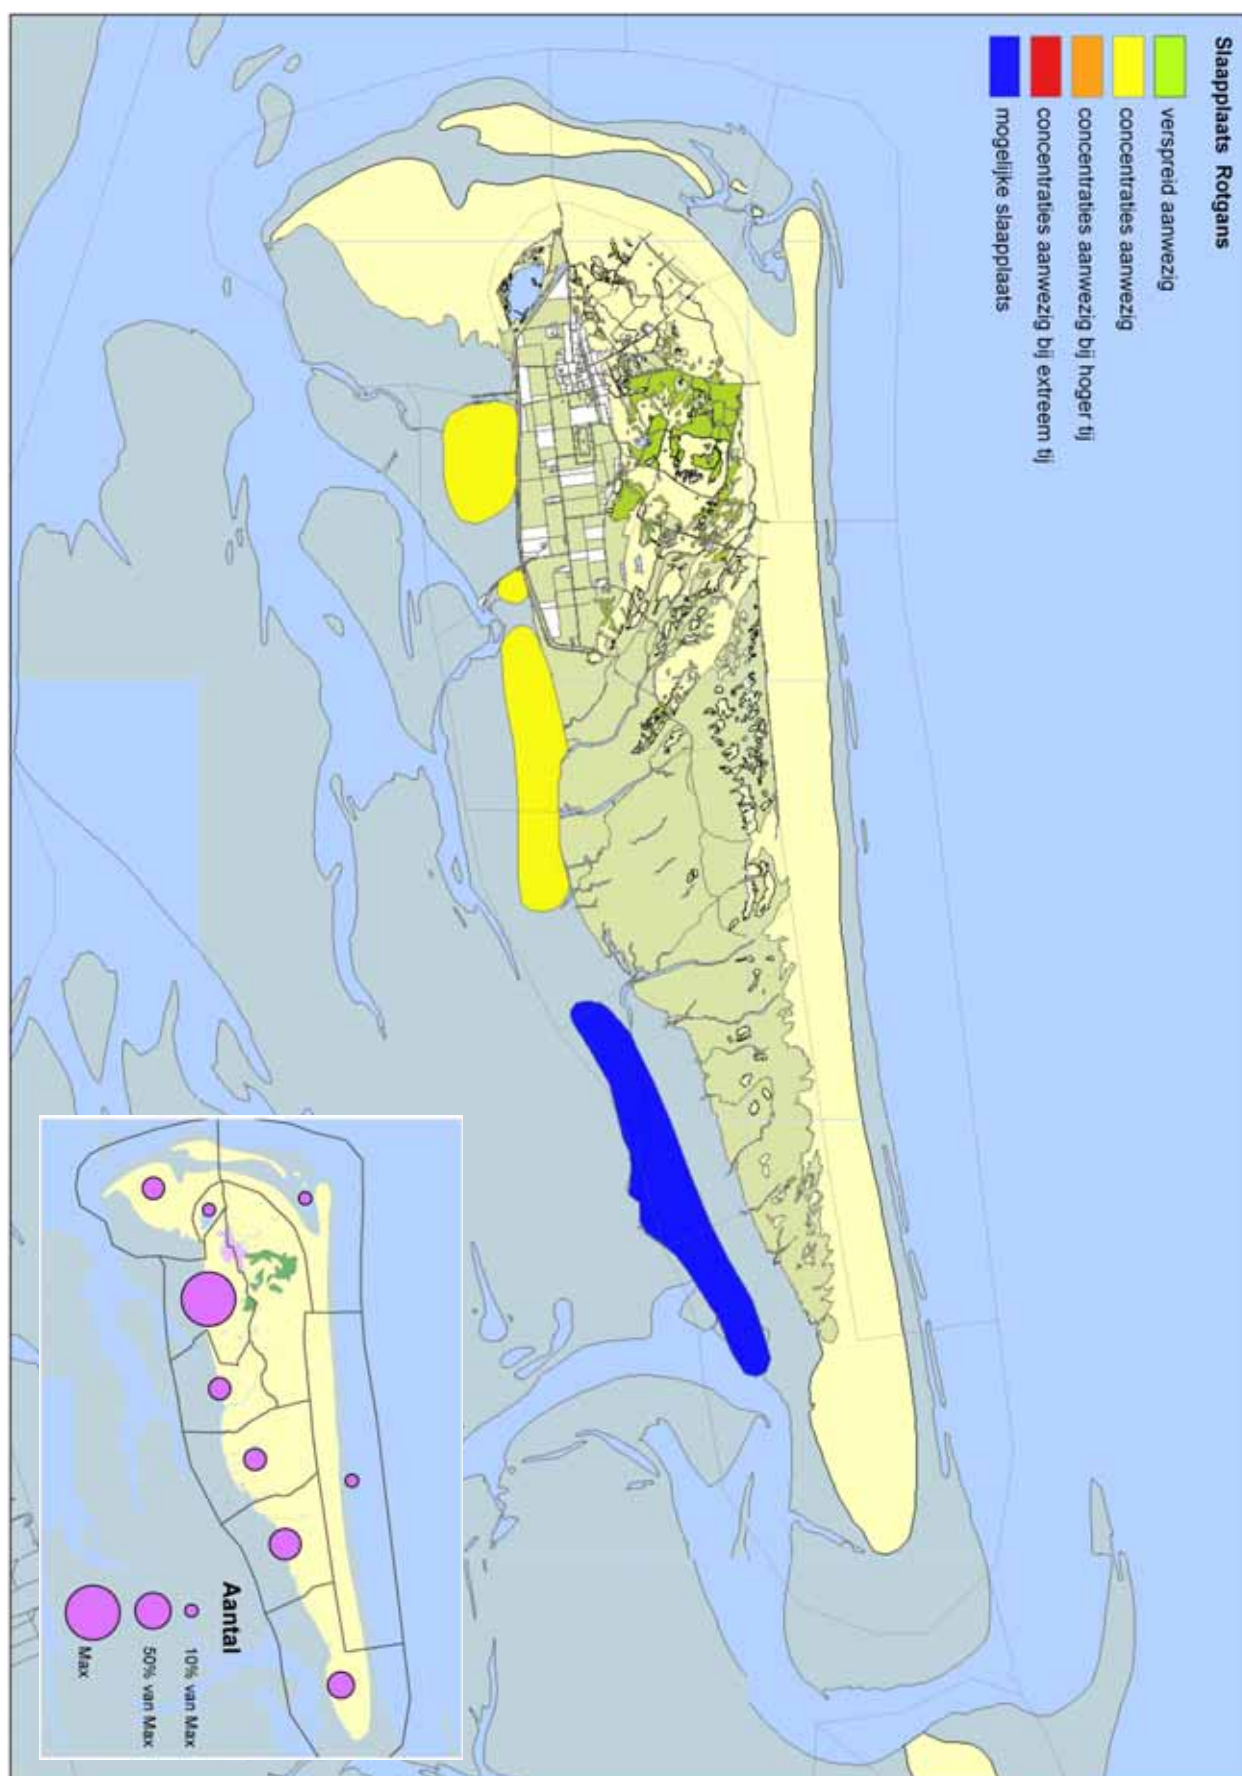 Slaapplaats Rotgans
verspreid aanwezig
concentraties aanwezig
concentraties aanwezig bij hoger tij
concentraties aanwezig bij extreem tij
mogelijke slaapplaats
Aantal
10% van Max
50% van Max
Max